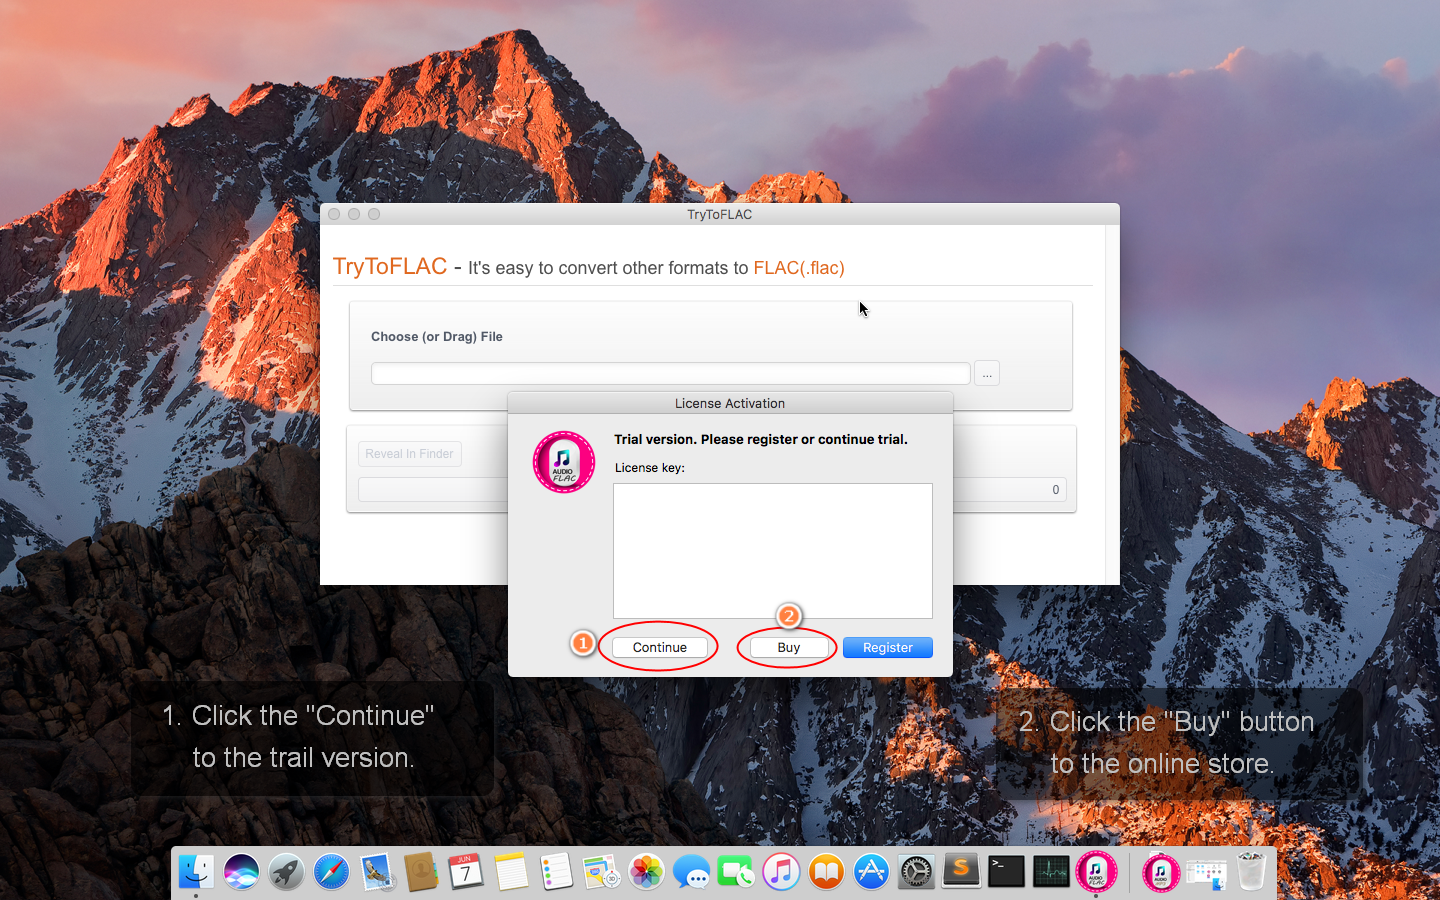 TryToFLAC
TryToFLAC - It's easy to convert other formats to FLAC(.flac)
Choose (or Drag) File
...
License Activation
Trial version. Please register or continue trial.
License key:
AUDIO
FLAC
Reveal In Finder
0
2
1
Continue
Buy
Register
1. Click the "Continue"
to the trail version.
2. Click the "Buy" button
to the online store.
JUN
7
3D
S
>_
AUDIO
FLAC
AUDIO